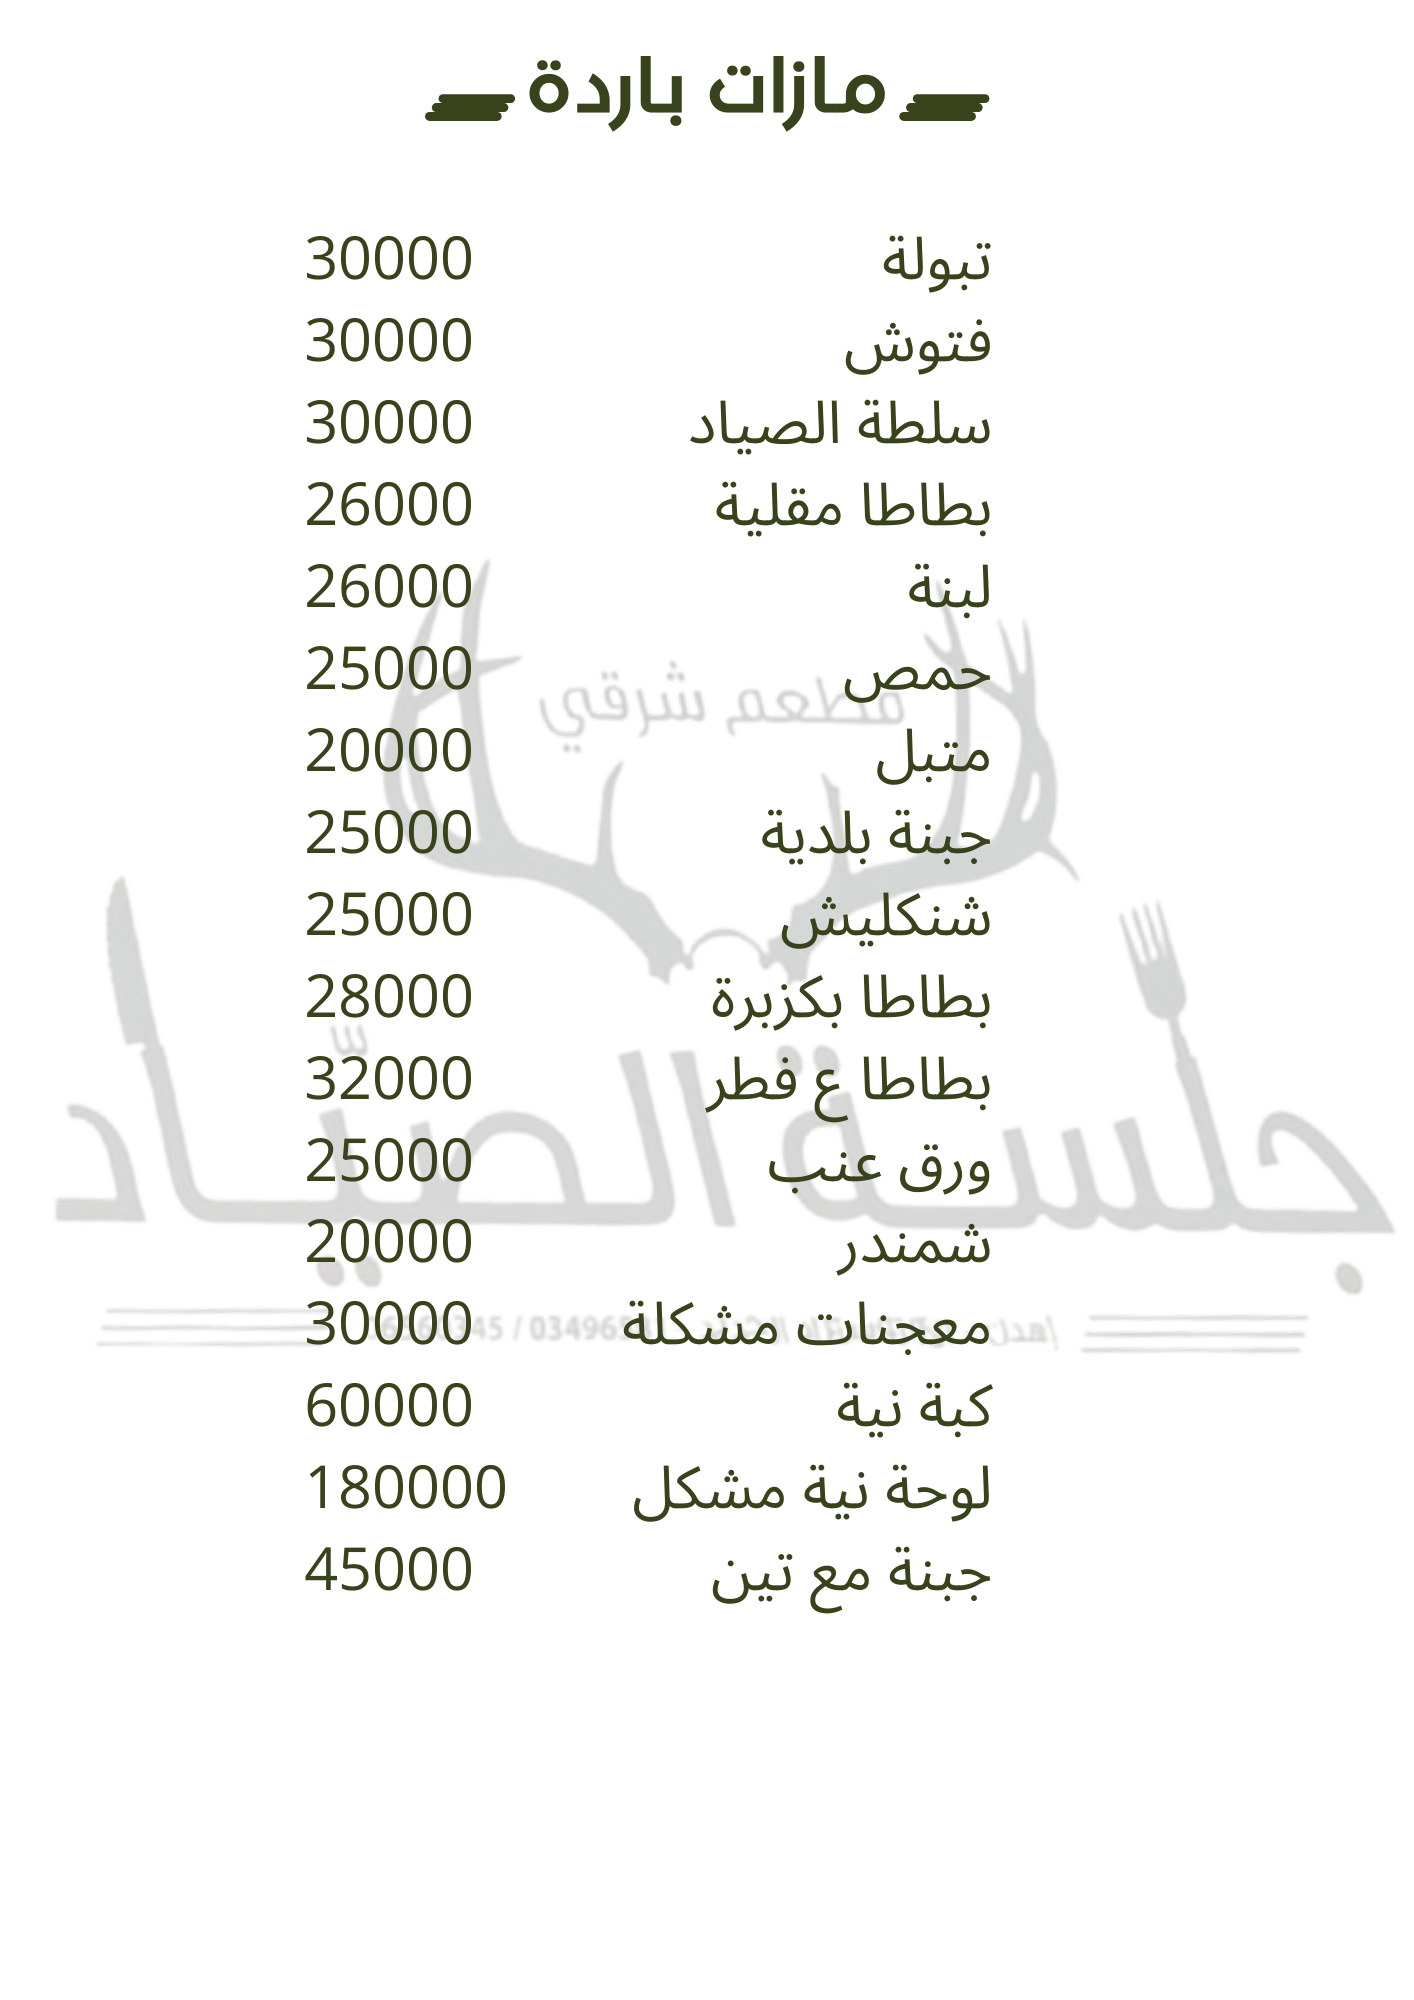 مازات باردة
تبولة 30000
فتوش 30000
سلطة الصياد 30000
بطاطا مقلية 26000
لبنة 26000
حمص 25000
مطعم شرقي
متبل 20000
جبنة بلدية 25000
شنكليش 25000
بطاطا بكزبرة 28000
بطاطا ع فطر 32000
جلسة الصيّاد
ورق عنب 25000
شمندر 20000
معجنات مشكلة 30000
كبة نية 60000
لوحة نية مشكل 180000
جبنة مع تين 45000